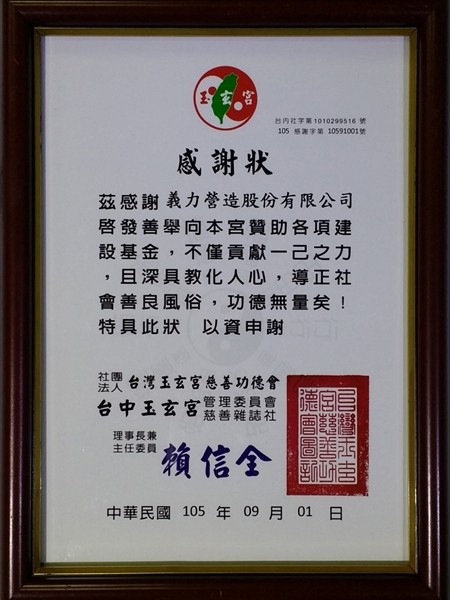 玉玄宮
台內社字第1010299516 號
105 感謝字第 10591001號
感謝狀
茲感謝 義力營造股份有限公司
啓發善舉向本宮贊助各項建
設基金，不僅貢獻一己之力
，且深具教化人心，導正社
會善良風俗，功德無量矣！
特具此狀 以資申謝
社團法人 台灣玉玄宮慈善功德會
台中玉玄宮 管理委員會 慈善雜誌社
理事長兼主任委員 賴信全
中華民國 105 年 09 月 01 日